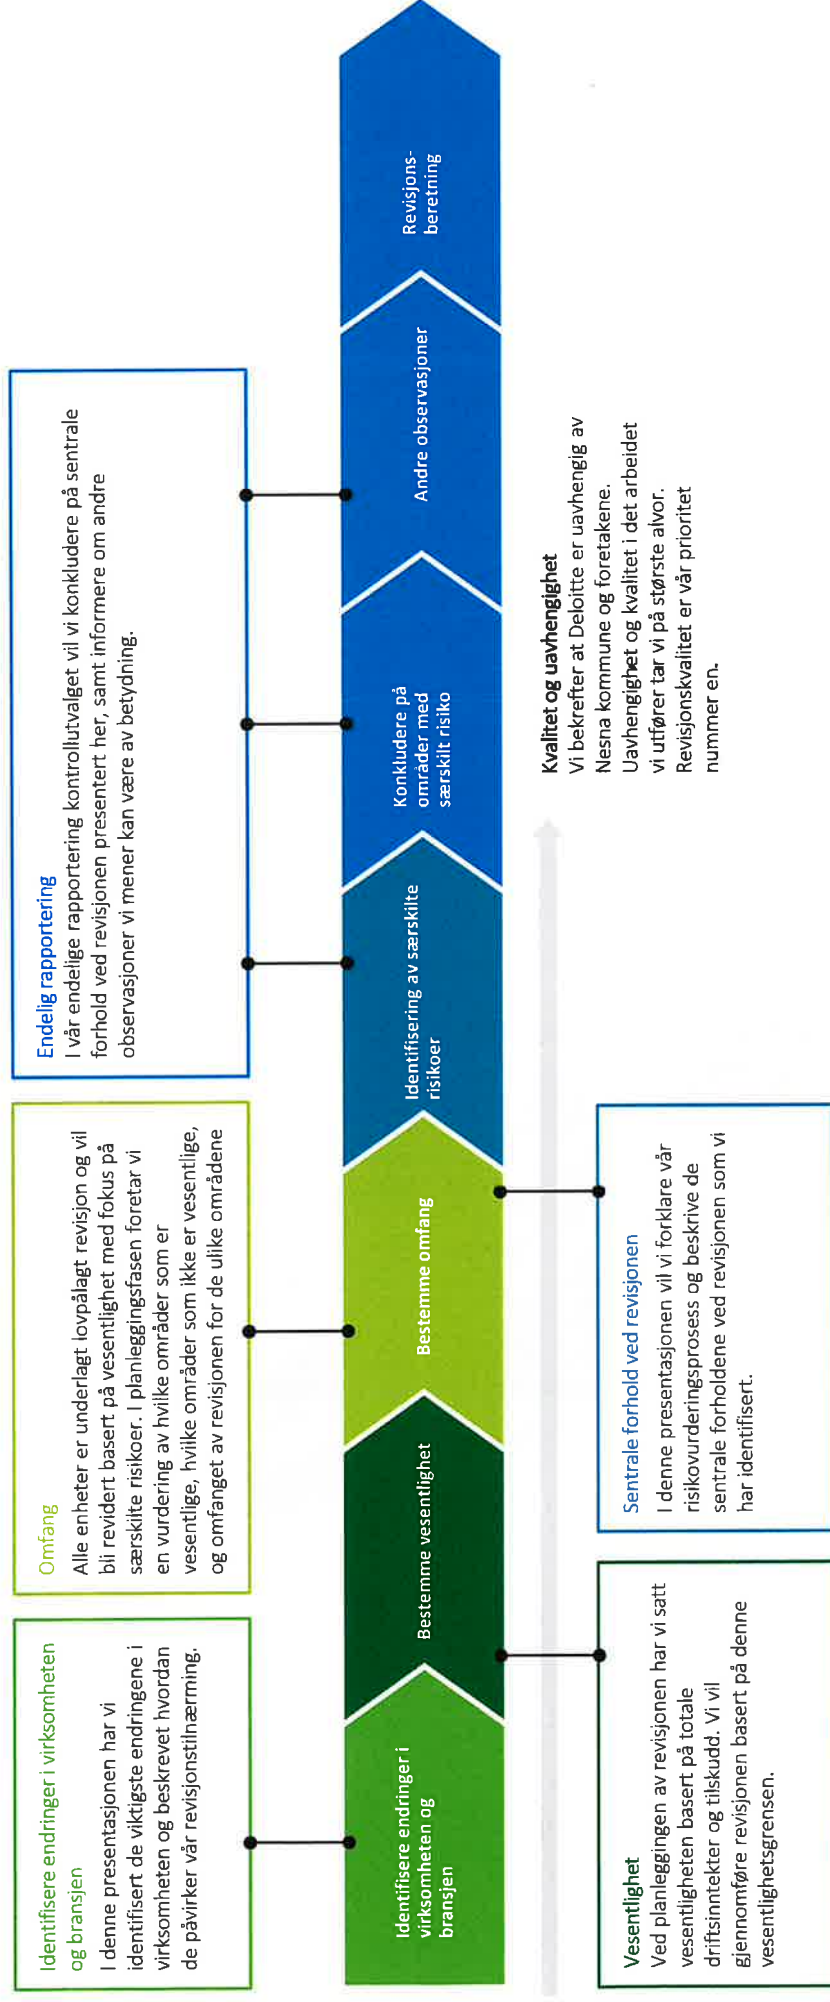 Identifisere endringer i virksomheten
og bransjen
I denne presentasjonen har vi
identifisert de viktigste endringene i
virksomheten og beskrevet hvordan
de påvirker vår revisjonstilnærming.
Omfang
Alle enheter er underlagt lovpålagt revisjon og vil
bli revidert basert på vesentlighet med fokus på
særskilte risikoer. I planleggingsfasen foretar vi
en vurdering av hvilke områder som er
vesentlige, hvilke områder som ikke er vesentlige,
og omfanget av revisjonen for de ulike områdene
Endelig rapportering
I vår endelige rapportering kontrollutvalget vil vi konkludere på sentrale
forhold ved revisjonen presentert her, samt informere om andre
observasjoner vi mener kan være av betydning.
Identifisere endringer i
virksomheten og
bransjen
Bestemme vesentlighet
Bestemme omfang
Identifisering av særskilte
risikoer
Konkludere på
områder med
særskilt risiko
Andre observasjoner
Revisjons-
beretning
Vesentlighet
Ved planleggingen av revisjonen har vi satt
vesentligheten basert på totale
driftsinntekter og tilskudd. Vi vil
gjennomføre revisjonen basert på denne
vesentlighetsgrensen.
Sentrale forhold ved revisjonen
I denne presentasjonen vil vi forklare vår
risikovurderingsprosess og beskrive de
sentrale forholdene ved revisjonen som vi
har identifisert.
Kvalitet og uavhengighet
Vi bekrefter at Deloitte er uavhengig av
Nesna kommune og foretakene.
Uavhengighet og kvalitet i det arbeidet
vi utfører tar vi på største alvor.
Revisjonskvalitet er vår prioritet
nummer en.